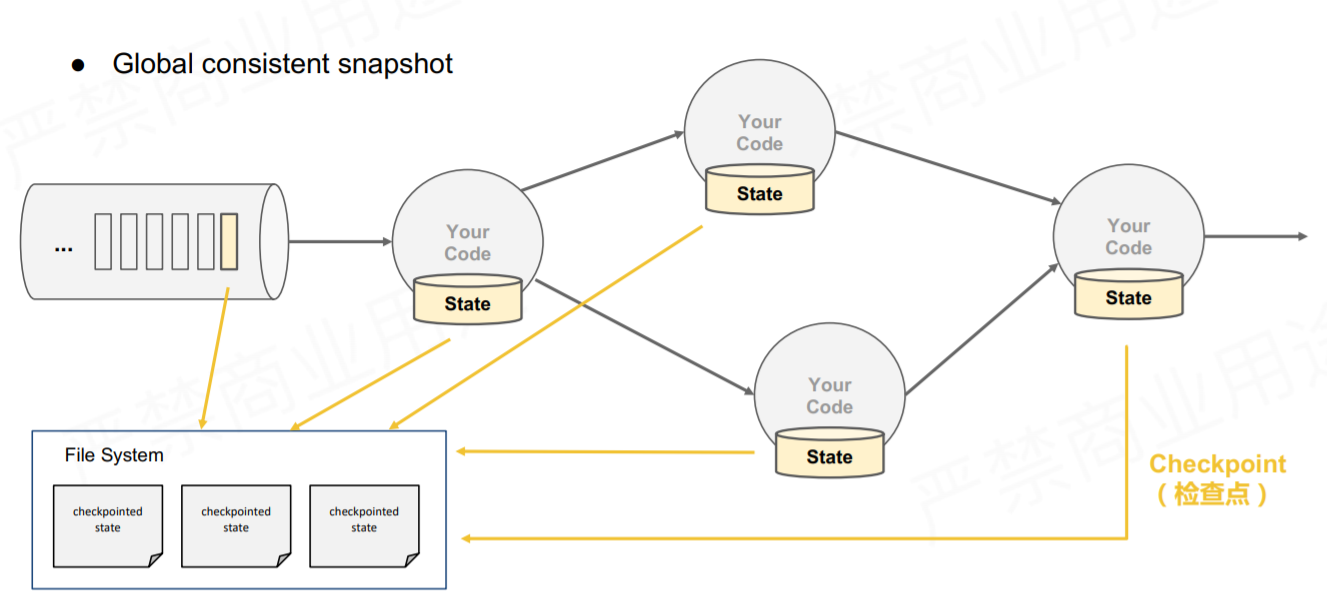 ● Global consistent snapshot
Your
Code
State
...
Your
Code
State
Your
Code
State
Your
Code
State
File System
checkpointed
state
checkpointed
state
checkpointed
state
Checkpoint
（检查点）
严禁商业用途
严禁商业用途
严禁商业用途
严禁商业用途